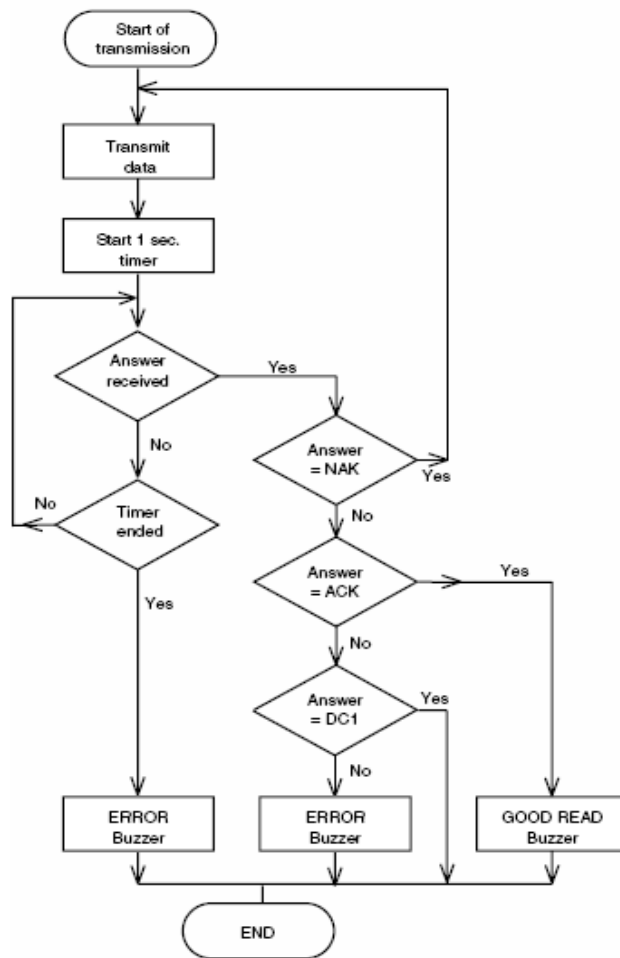 Start of
transmission
Transmit
data
Start 1 sec.
timer
Answer
received
Yes
No
Answer
= NAK
Yes
No
Timer
ended
No
Yes
Answer
= ACK
Yes
No
Answer
= DC1
Yes
No
ERROR
Buzzer
ERROR
Buzzer
GOOD READ
Buzzer
END